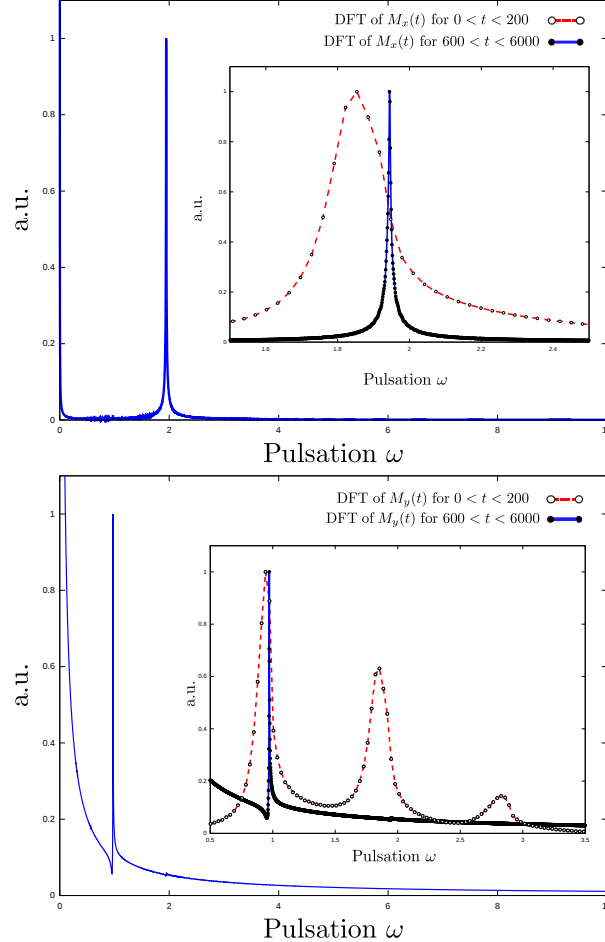 DFT of M_x(t) for 0 < t < 200
DFT of M_x(t) for 600 < t < 6000
1
0.8
0.6
0.4
0.2
0
a.u.
1
0.8
0.6
0.4
0.2
0
a.u.
1.6 1.8 2 2.2 2.4
Pulsation ω
0 2 4 6 8 10
Pulsation ω
DFT of M_y(t) for 0 < t < 200
DFT of M_y(t) for 600 < t < 6000
1
0.8
0.6
0.4
0.2
0
a.u.
1
0.8
0.6
0.4
0.2
0
a.u.
0.5 1 1.5 2 2.5 3 3.5
Pulsation ω
0 2 4 6 8
Pulsation ω